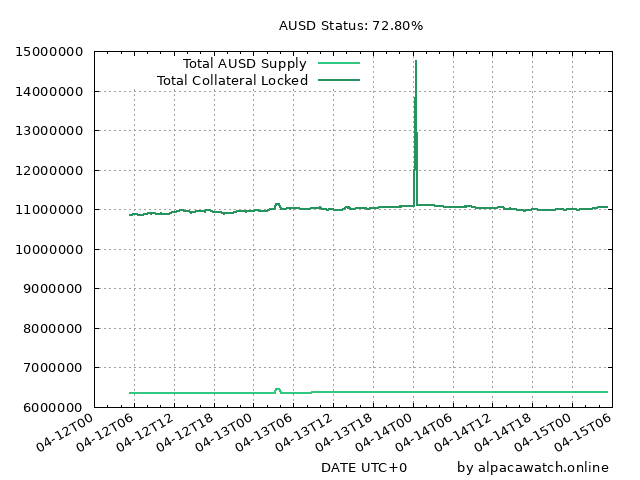 AUSD Status: 72.80%
15000000
14000000
13000000
12000000
11000000
10000000
9000000
8000000
7000000
6000000
Total AUSD Supply
Total Collateral Locked
04-12T00
04-12T06
04-12T12
04-12T18
04-13T00
04-13T06
04-13T12
04-13T18
04-14T00
04-14T06
04-14T12
04-14T18
04-15T00
04-15T06
DATE UTC+0
by alpacawatch.online